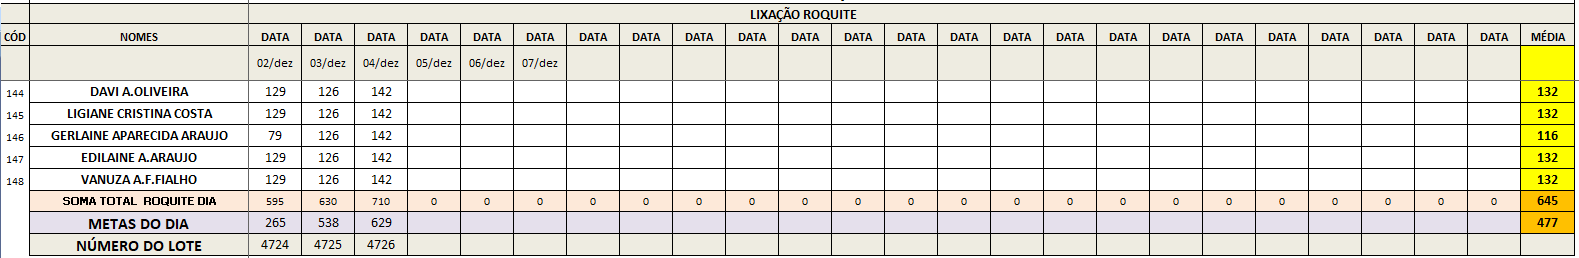 LIXAÇÃO ROQUITE
CÓD NOMES DATA DATA DATA DATA DATA DATA DATA DATA DATA DATA DATA DATA DATA DATA DATA DATA DATA DATA DATA DATA DATA DATA DATA DATA MÉDIA
02/dez 03/dez 04/dez 05/dez 06/dez 07/dez
144 DAVI A.OLIVEIRA 129 126 142 132
145 LIGIANE CRISTINA COSTA 129 126 142 132
146 GERLAINE APARECIDA ARAUJO 79 126 142 116
147 EDILAINE A.ARAUJO 129 126 142 132
148 VANUZA A.F.FIALHO 129 126 142 132
SOMA TOTAL ROQUITE DIA 595 630 710 0 0 0 0 0 0 0 0 0 0 0 0 0 0 0 0 0 0 0 0 0 645
METAS DO DIA 265 538 629 477
NÚMERO DO LOTE 4724 4725 4726